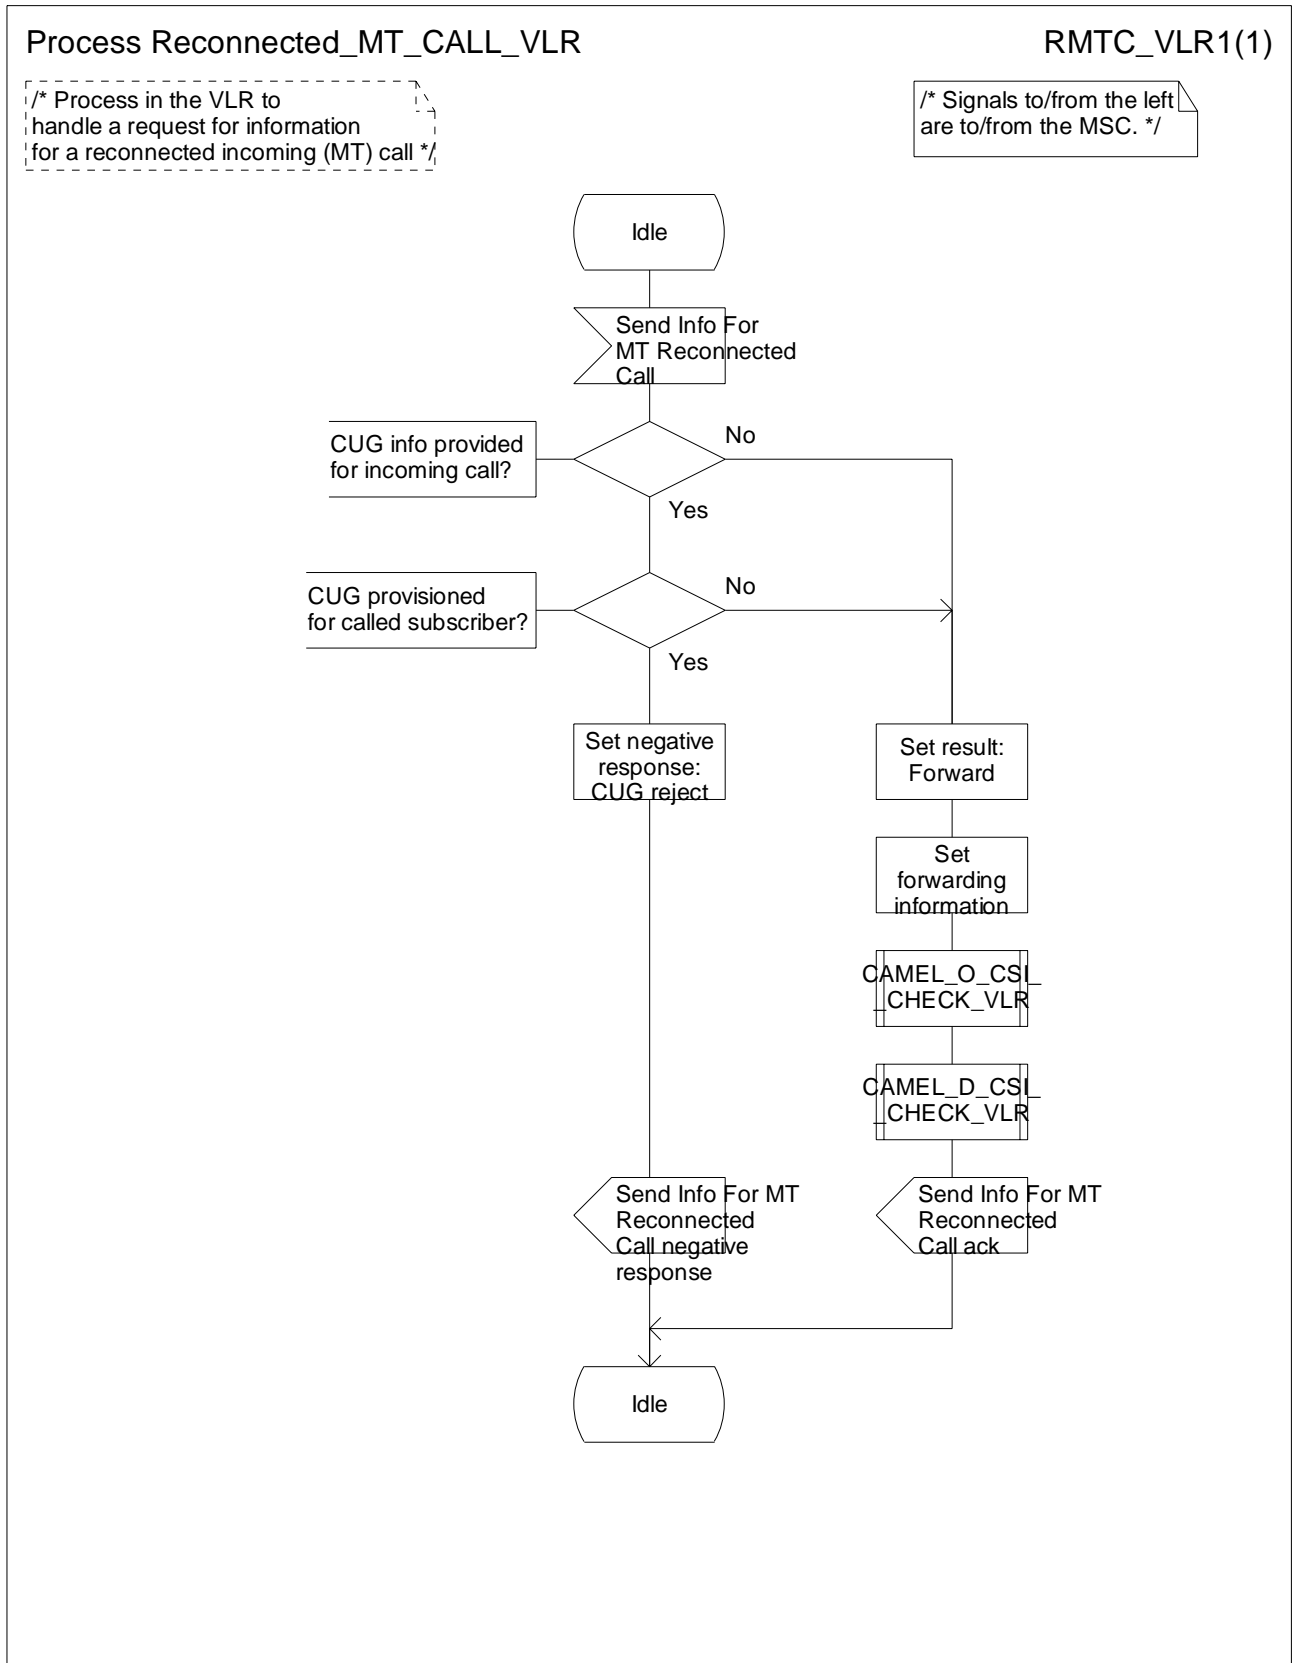 Process Reconnected_MT_CALL_VLR
RMTC_VLR1(1)
/* Process in the VLR to
handle a request for information
for a reconnected incoming (MT) call */
/* Signals to/from the left
are to/from the MSC. */
Idle
Send Info For
MT Reconnected
Call
CUG info provided
for incoming call?
No
Yes
CUG provisioned
for called subscriber?
No
Yes
Set negative
response:
CUG reject
Set result:
Forward
Set
forwarding
information
CAMEL_O_CSI_
_CHECK_VLR
CAMEL_D_CSI_
_CHECK_VLR
Send Info For MT
Reconnected
Call negative
response
Send Info For MT
Reconnected
Call ack
Idle